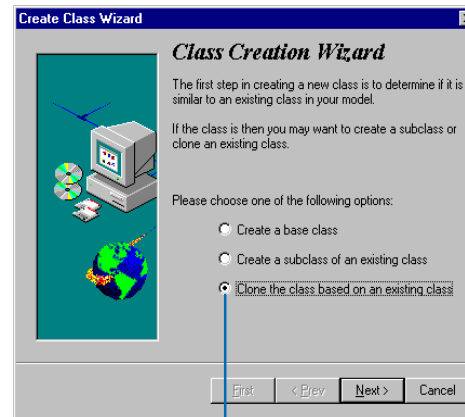 Create Class Wizard
Class Creation Wizard
The first step in creating a new class is to determine if it is
similar to an existing class in your model.
If the class is then you may want to create a subclass or
clone an existing class.
Please choose one of the following options:
Create a base class
Create a subclass of an existing class
Clone the class based on an existing class
First
< Prev
Next >
Cancel